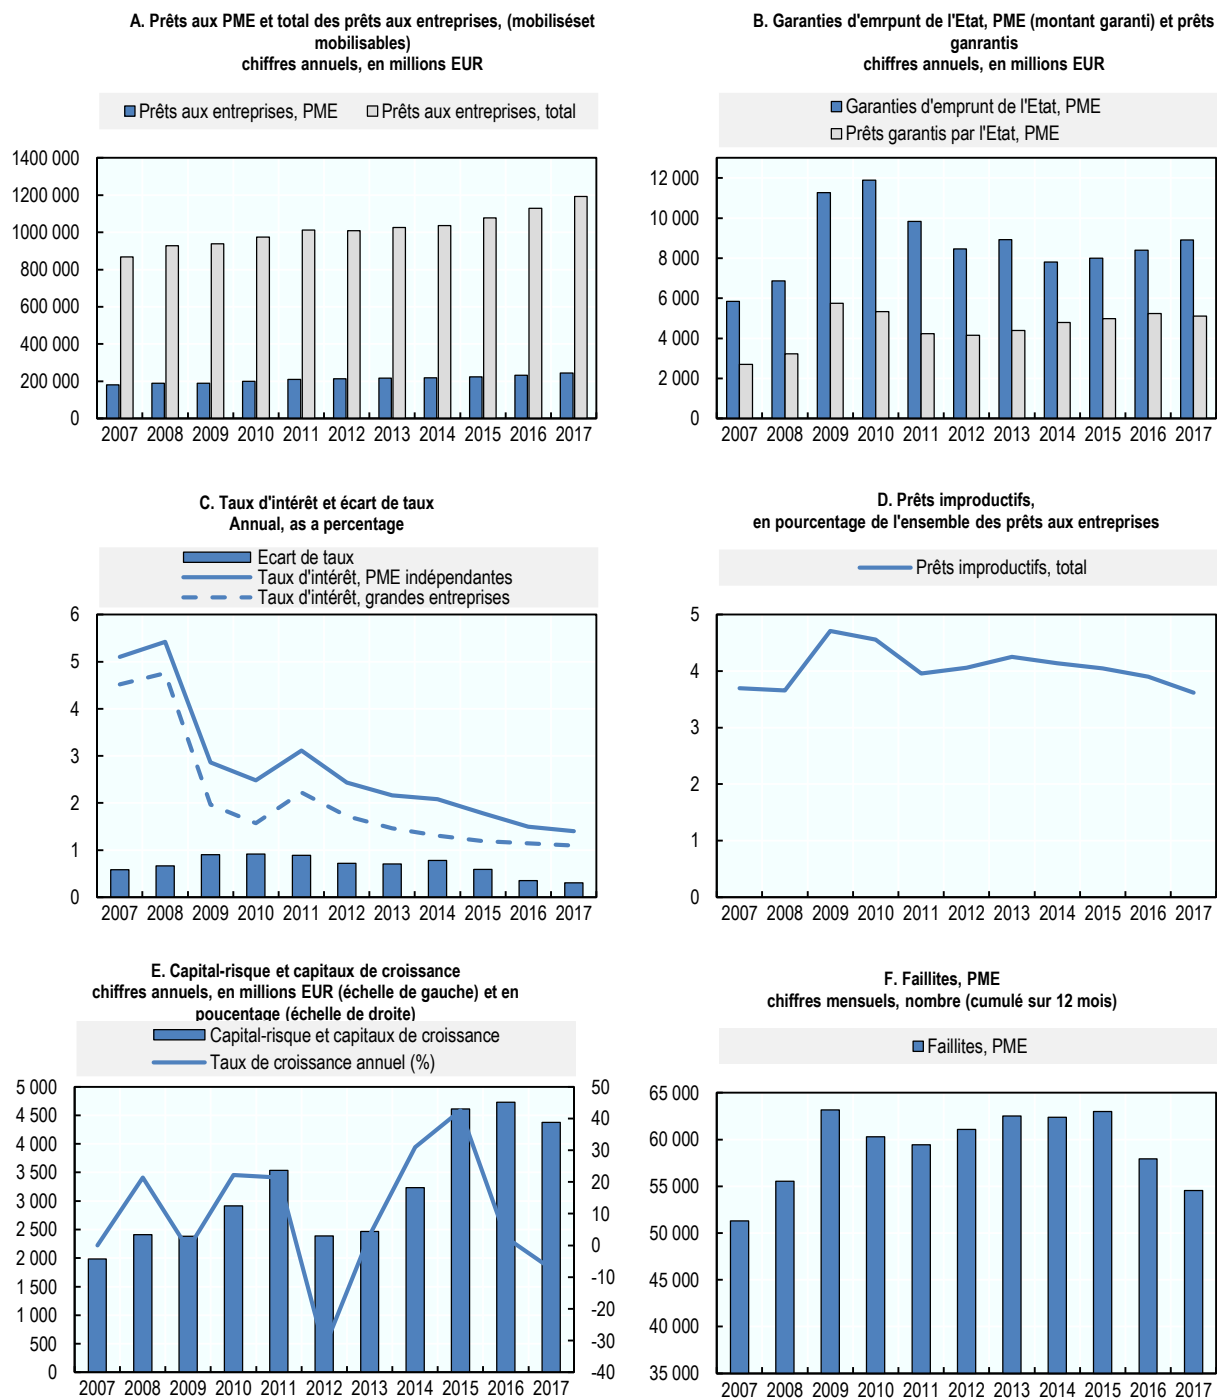 A. Prêts aux PME et total des prêts aux entreprises, (mobiliséset
mobilisables)
chiffres annuels, en millions EUR
Prêts aux entreprises, PME
Prêts aux entreprises, total
1400 000
1200 000
1000 000
800 000
600 000
400 000
200 000
0
2007 2008 2009 2010 2011 2012 2013 2014 2015 2016 2017
B. Garanties d'emrpunt de l'Etat, PME (montant garanti) et prêts
ganrantis
chiffres annuels, en millions EUR
Garanties d'emprunt de l'Etat, PME
Prêts garantis par l'Etat, PME
12 000
10 000
8 000
6 000
4 000
2 000
0
2007 2008 2009 2010 2011 2012 2013 2014 2015 2016 2017
C. Taux d'intérêt et écart de taux
Annual, as a percentage
Ecart de taux
Taux d'intérêt, PME indépendantes
Taux d'intérêt, grandes entreprises
6
5
4
3
2
1
0
2007 2008 2009 2010 2011 2012 2013 2014 2015 2016 2017
D. Prêts improductifs,
en pourcentage de l'ensemble des prêts aux entreprises
Prêts improductifs, total
5
4
3
2
1
0
2007 2008 2009 2010 2011 2012 2013 2014 2015 2016 2017
E. Capital-risque et capitaux de croissance
chiffres annuels, en millions EUR (échelle de gauche) et en
poucentage (échelle de droite)
Capital-risque et capitaux de croissance
Taux de croissance annuel (%)
5 000
4 500
4 000
3 500
3 000
2 500
2 000
1 500
1 000
500
0
50
40
30
20
10
0
-10
-20
-30
-40
2007 2008 2009 2010 2011 2012 2013 2014 2015 2016 2017
F. Faillites, PME
chiffres mensuels, nombre (cumulé sur 12 mois)
Faillites, PME
65 000
60 000
55 000
50 000
45 000
40 000
35 000
2007 2008 2009 2010 2011 2012 2013 2014 2015 2016 2017